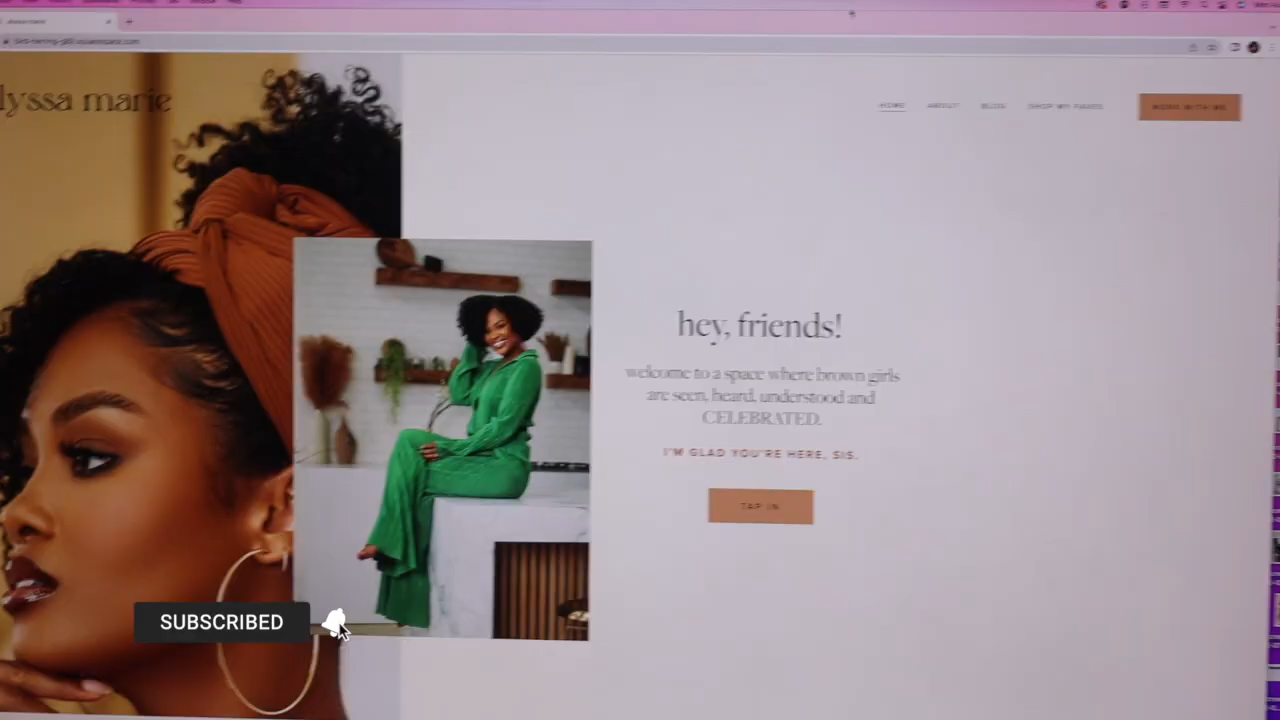 lyssa marie
HOME ABOUT BLOG SHOP MY FAVES WORK WITH ME
hey, friends!
welcome to a space where brown girls
are seen, heard, understood and
CELEBRATED.
I'M GLAD YOU'RE HERE, SIS.
TAP IN
SUBSCRIBED